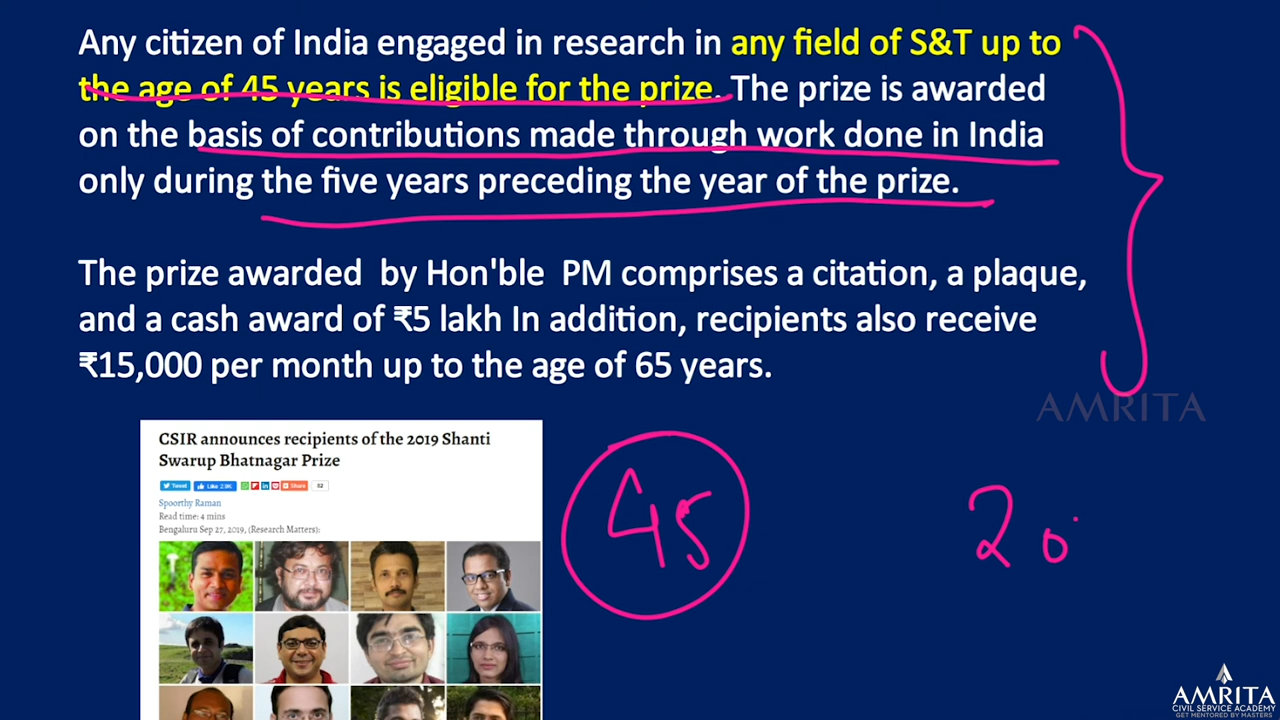 Any citizen of India engaged in research in any field of S&T up to
the age of 45 years is eligible for the prize. The prize is awarded
on the basis of contributions made through work done in India
only during the five years preceding the year of the prize.
The prize awarded by Hon'ble PM comprises a citation, a plaque,
and a cash award of ₹5 lakh In addition, recipients also receive
₹15,000 per month up to the age of 65 years.
AMRITA
CSIR announces recipients of the 2019 Shanti
Swarup Bhatnagar Prize
Tweet Like 2.9K Share 52
Spoorthy Raman
Read time: 4 mins
Bengaluru Sep 27, 2019, (Research Matters):
45
20
AMRITA
CIVIL SERVICE ACADEMY
GET MENTORED BY MASTERS